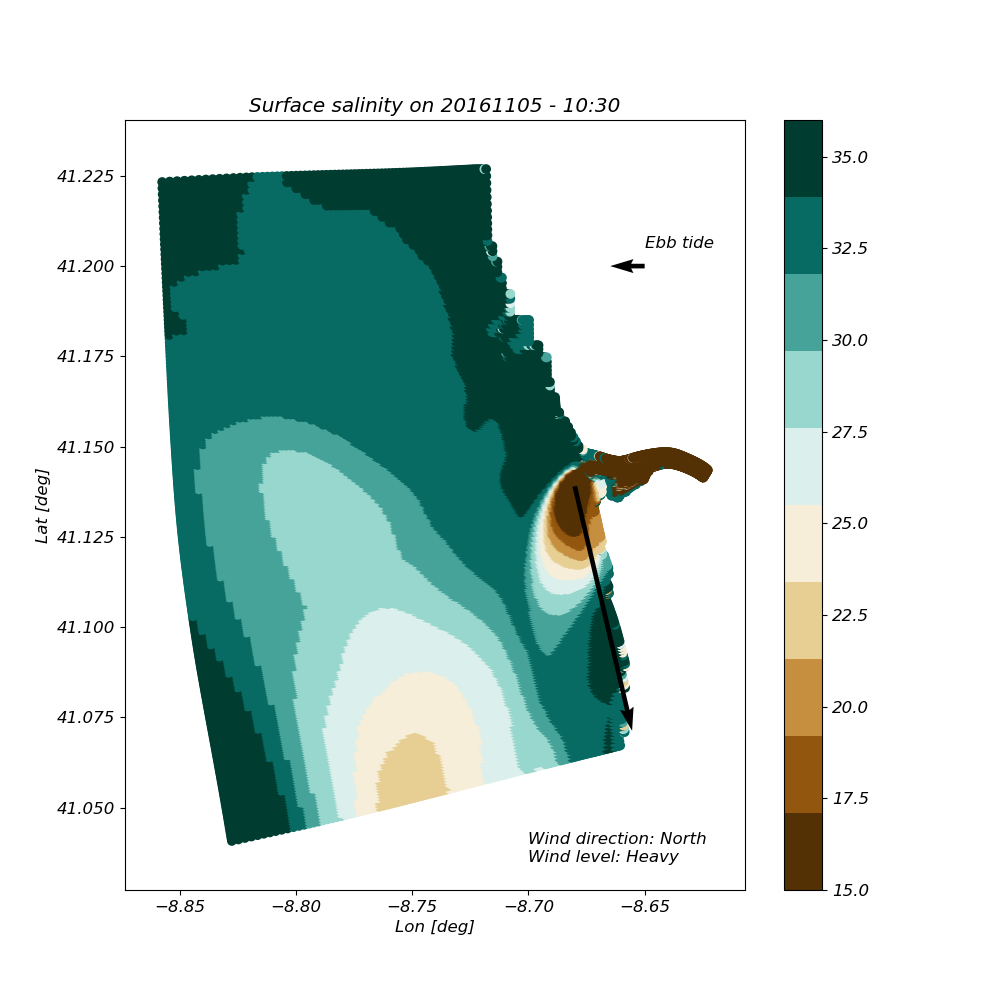 Surface salinity on 20161105 - 10:30
41.225
41.200
41.175
41.150
41.125
41.100
41.075
41.050
Lat [deg]
Ebb tide
Wind direction: North
Wind level: Heavy
−8.85 −8.80 −8.75 −8.70 −8.65
Lon [deg]
35.0
32.5
30.0
27.5
25.0
22.5
20.0
17.5
15.0